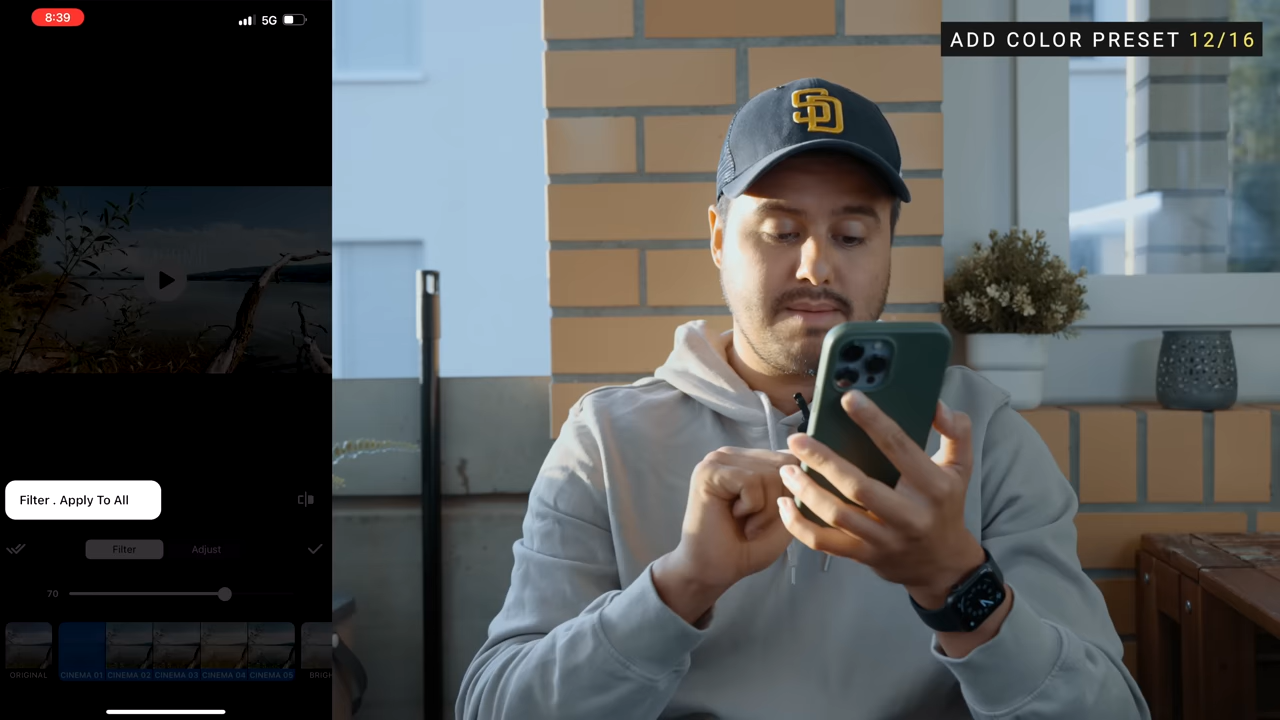 8:39
5G
ADD COLOR PRESET 12/16
SD
Filter . Apply To All
Filter
Adjust
70
ORIGINAL
CINEMA 01
CINEMA 02
CINEMA 03
CINEMA 04
CINEMA 05
BRIGH